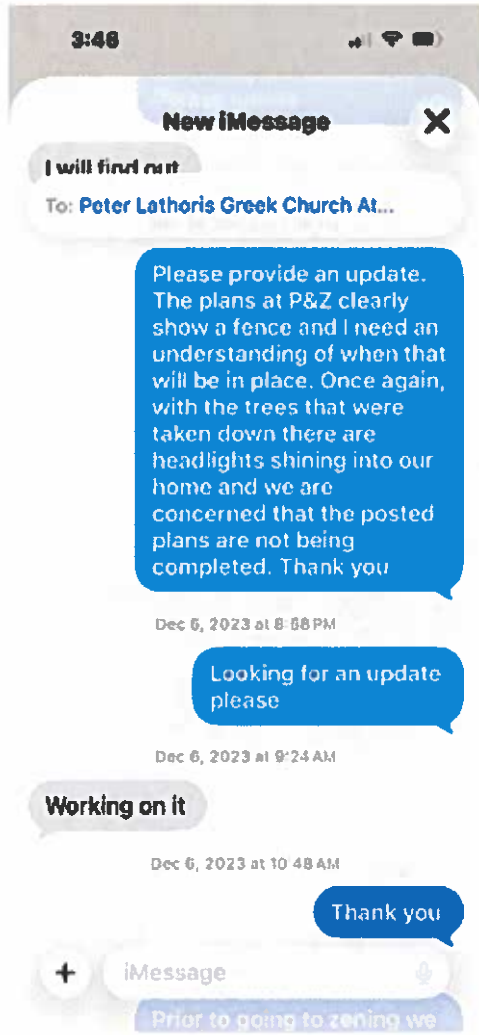 3:46
New iMessage
I will find out
To: Peter Lathoris Greek Church At...
Please provide an update.
The plans at P&Z clearly
show a fence and I need an
understanding of when that
will be in place. Once again,
with the trees that were
taken down there are
headlights shining into our
home and we are
concerned that the posted
plans are not being
completed. Thank you
Dec 5, 2023 at 8:58 PM
Looking for an update
please
Dec 6, 2023 at 9:24 AM
Working on it
Dec 6, 2023 at 10:48 AM
Thank you
iMessage
Prior to going to zoning we